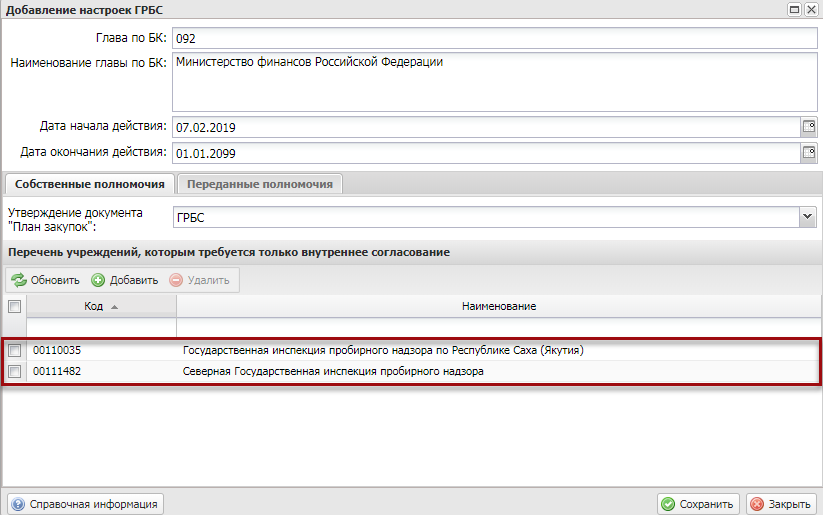 Добавление настроек ГРБС
Глава по БК: 092
Наименование главы по БК: Министерство финансов Российской Федерации
Дата начала действия: 07.02.2019
Дата окончания действия: 01.01.2099
Собственные полномочия Переданные полномочия
Утверждение документа
"План закупок": ГРБС
Перечень учреждений, которым требуется только внутреннее согласование
Обновить Добавить Удалить
Код Наименование
00110035 Государственная инспекция пробирного надзора по Республике Саха (Якутия)
00111482 Северная Государственная инспекция пробирного надзора
Справочная информация Сохранить Закрыть